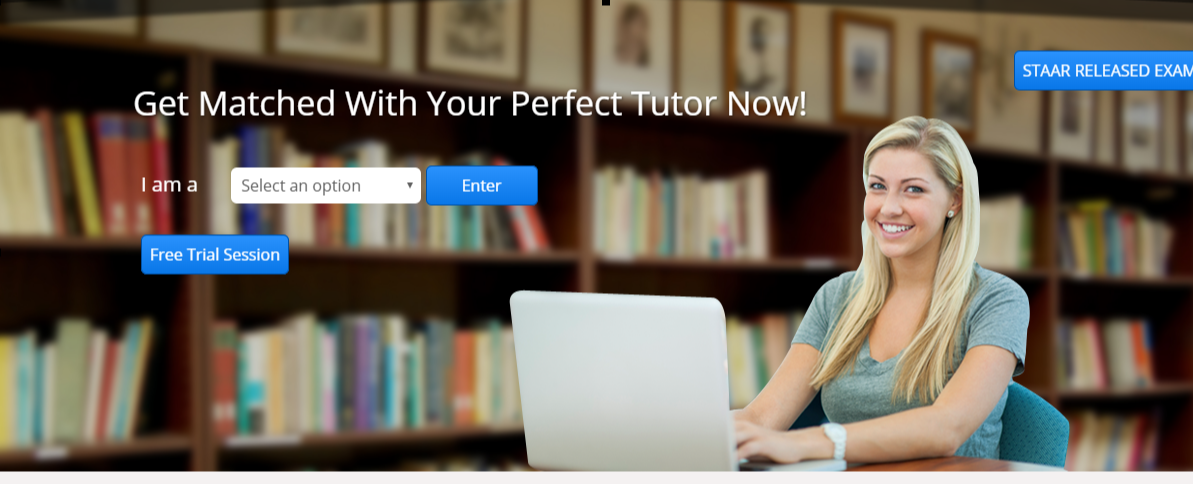 STAAR RELEASED EXAM
Get Matched With Your Perfect Tutor Now!
I am a
Select an option
Enter
Free Trial Session